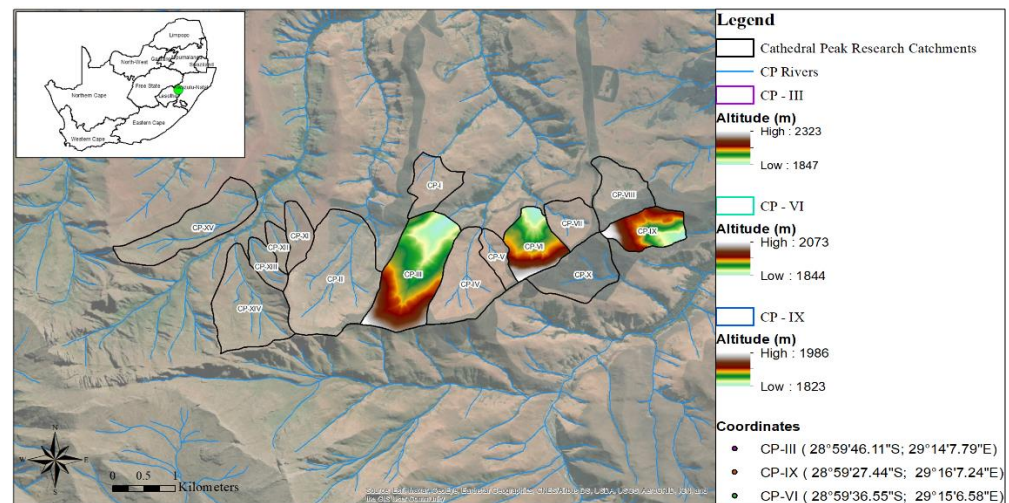 Limpopo
North-West
Mpumalanga
Swaziland
Free State
Lesotho
Northern Cape
Eastern Cape
Western Cape
CP-I
CP-VIII
CP-XV
CP-XI
CP-VII
CP-IX
CP-XII
CP-VI
CP-V
CP-XIII
CP-II
CP-III
CP-X
CP-IV
CP-XIV
N
W E
S
0 0.5 1
Kilometers
Legend
Cathedral Peak Research Catchments
CP Rivers
CP - III
Altitude (m)
High : 2323
Low : 1847
CP - VI
Altitude (m)
High : 2073
Low : 1844
CP - IX
Altitude (m)
High : 1986
Low : 1823
Coordinates
CP-III ( 28°59'46.11"S; 29°14'7.79"E)
CP-IX ( 28°59'27.44"S; 29°16'7.24"E)
CP-VI ( 28°59'36.55"S; 29°15'6.58"E)